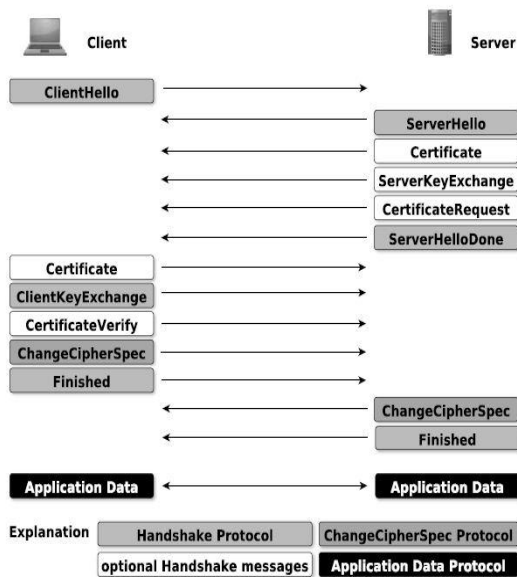 Client
Server
ClientHello
ServerHello
Certificate
ServerKeyExchange
CertificateRequest
ServerHelloDone
Certificate
ClientKeyExchange
CertificateVerify
ChangeCipherSpec
Finished
ChangeCipherSpec
Finished
Application Data
Application Data
Explanation
Handshake Protocol
ChangeCipherSpec Protocol
optional Handshake messages
Application Data Protocol